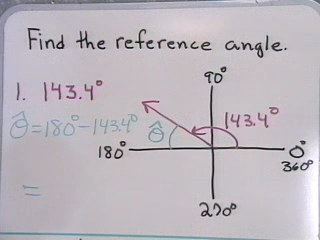 Find the reference angle.
90°
1. 143.4°
143.4°
θ̂=180°-143.4°
θ̂
180°
0°
360°
=
270°